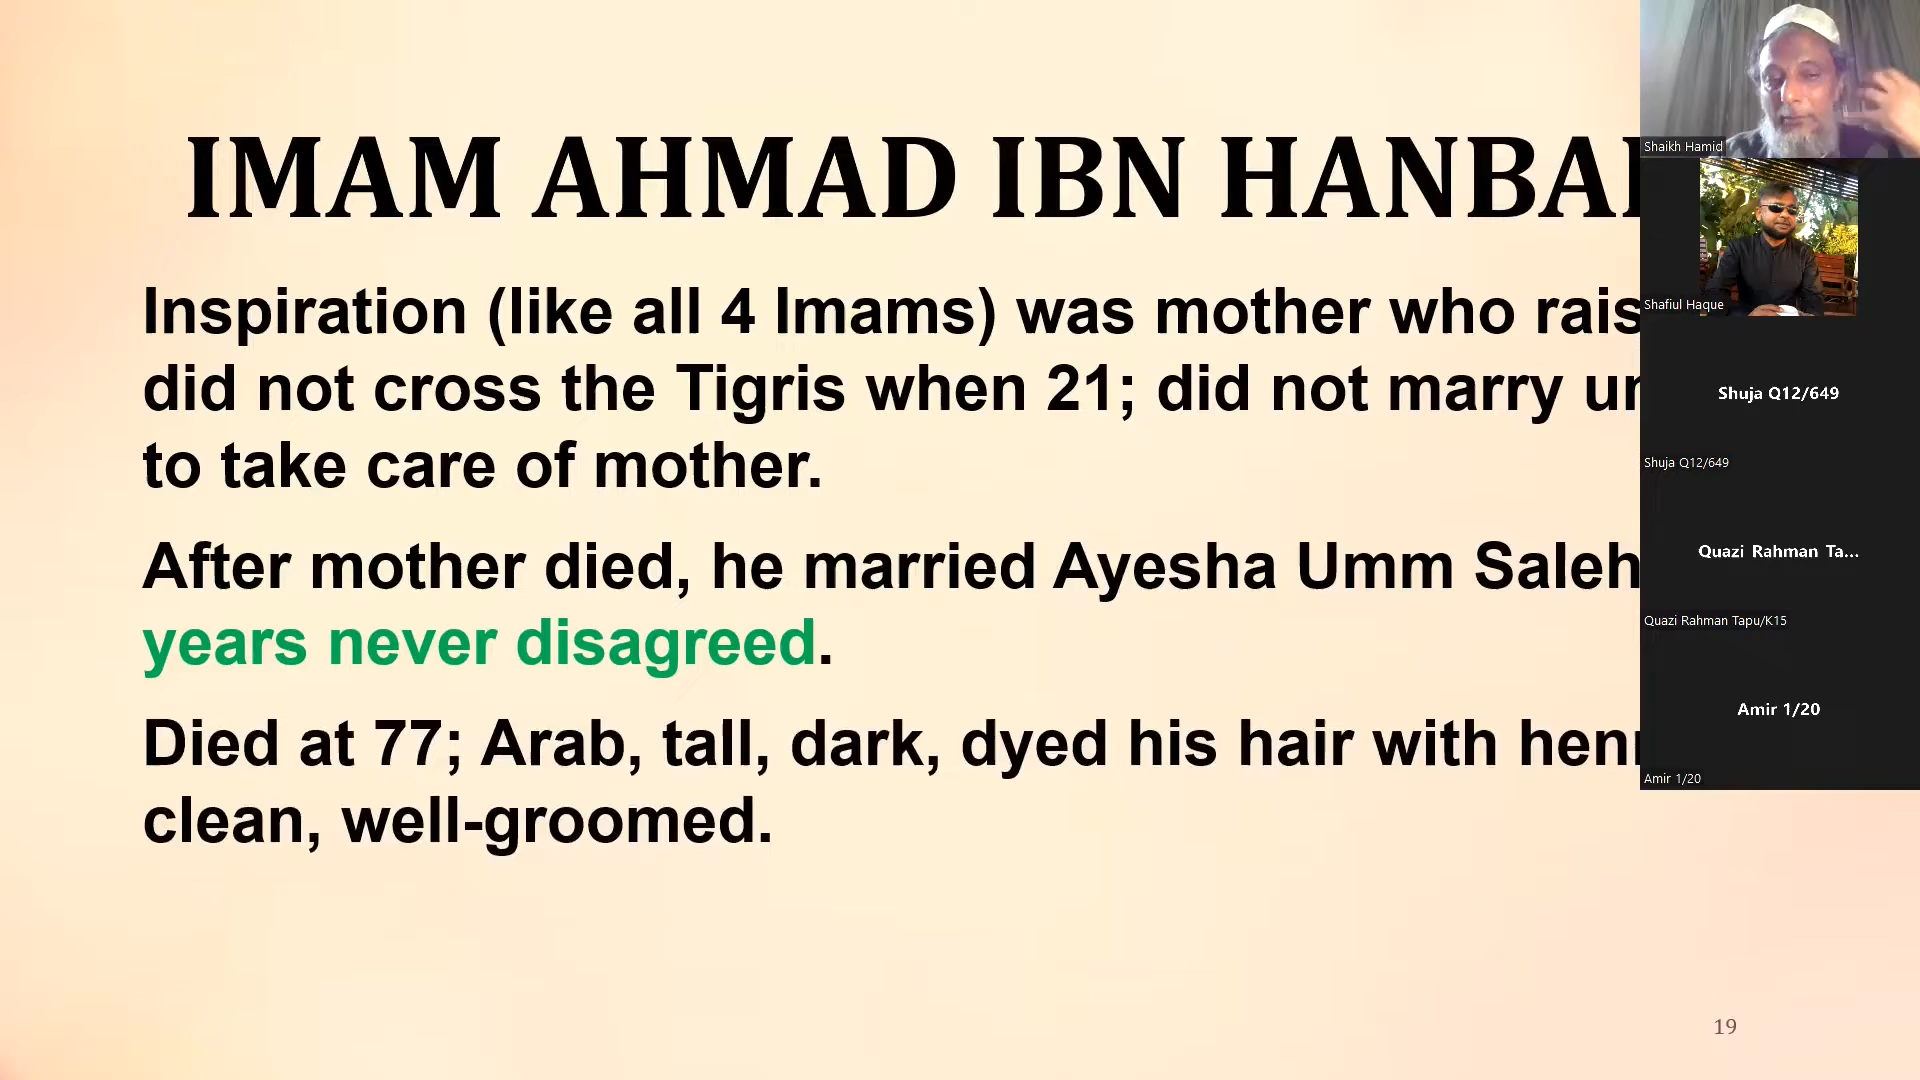 IMAM AHMAD IBN HANBAL
Inspiration (like all 4 Imams) was mother who
did not cross the Tigris when 21; did not marry
to take care of mother.
After mother died, he married Ayesha Umm Saleh
years never disagreed.
Died at 77; Arab, tall, dark, dyed his hair with
clean, well-groomed.
19
Shaikh Hamid
Shafiul Haque
Shuja Q12/649
Shuja Q12/649
Quazi Rahman Ta...
Quazi Rahman Tapu/K15
Amir 1/20
Amir 1/20